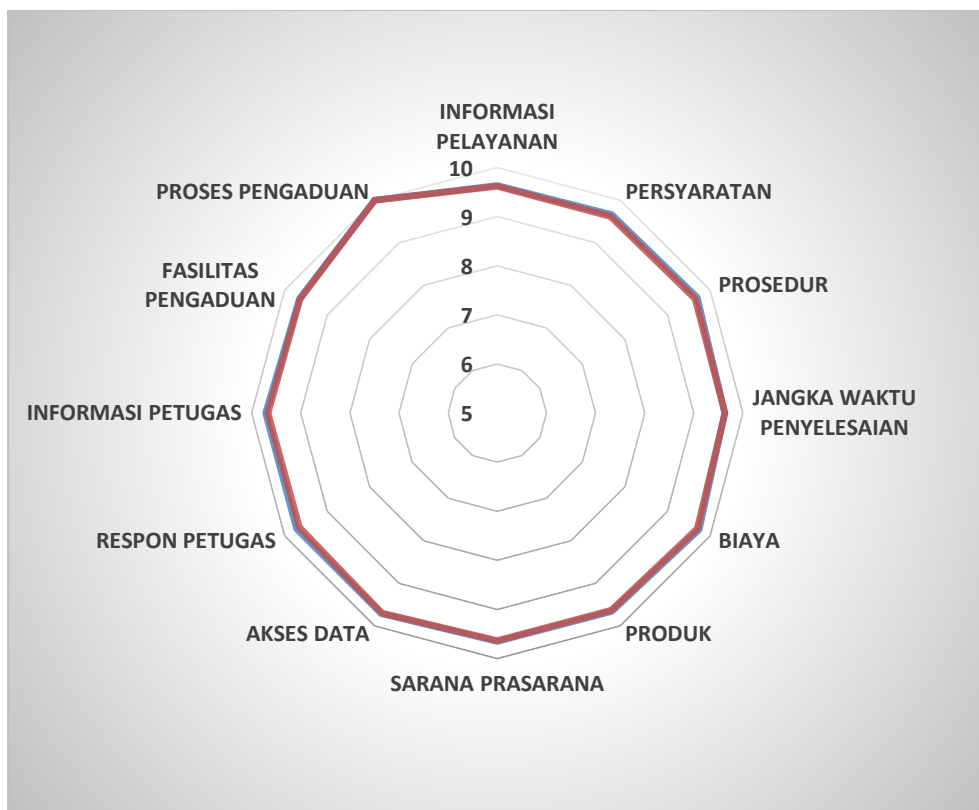 INFORMASI
PELAYANAN
10
PROSES PENGADUAN
PERSYARATAN
9
FASILITAS
PENGADUAN
8
PROSEDUR
7
6
INFORMASI PETUGAS
5
JANGKA WAKTU
PENYELESAIAN
RESPON PETUGAS
BIAYA
AKSES DATA
PRODUK
SARANA PRASARANA